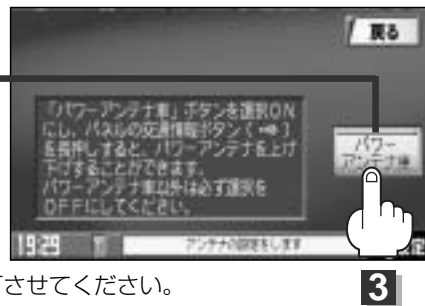 戻る
「パワーアンテナ車」ボタンを選択ON
にし、パネルの交通情報ボタン（ ）
を長押しすると、パワーアンテナを上げ
下げすることができます。
パワーアンテナ車以外は必ず選択を
OFFにしてください。
パワー
アンテナ車
19:29
アンテナの設定をします
させてください。
3